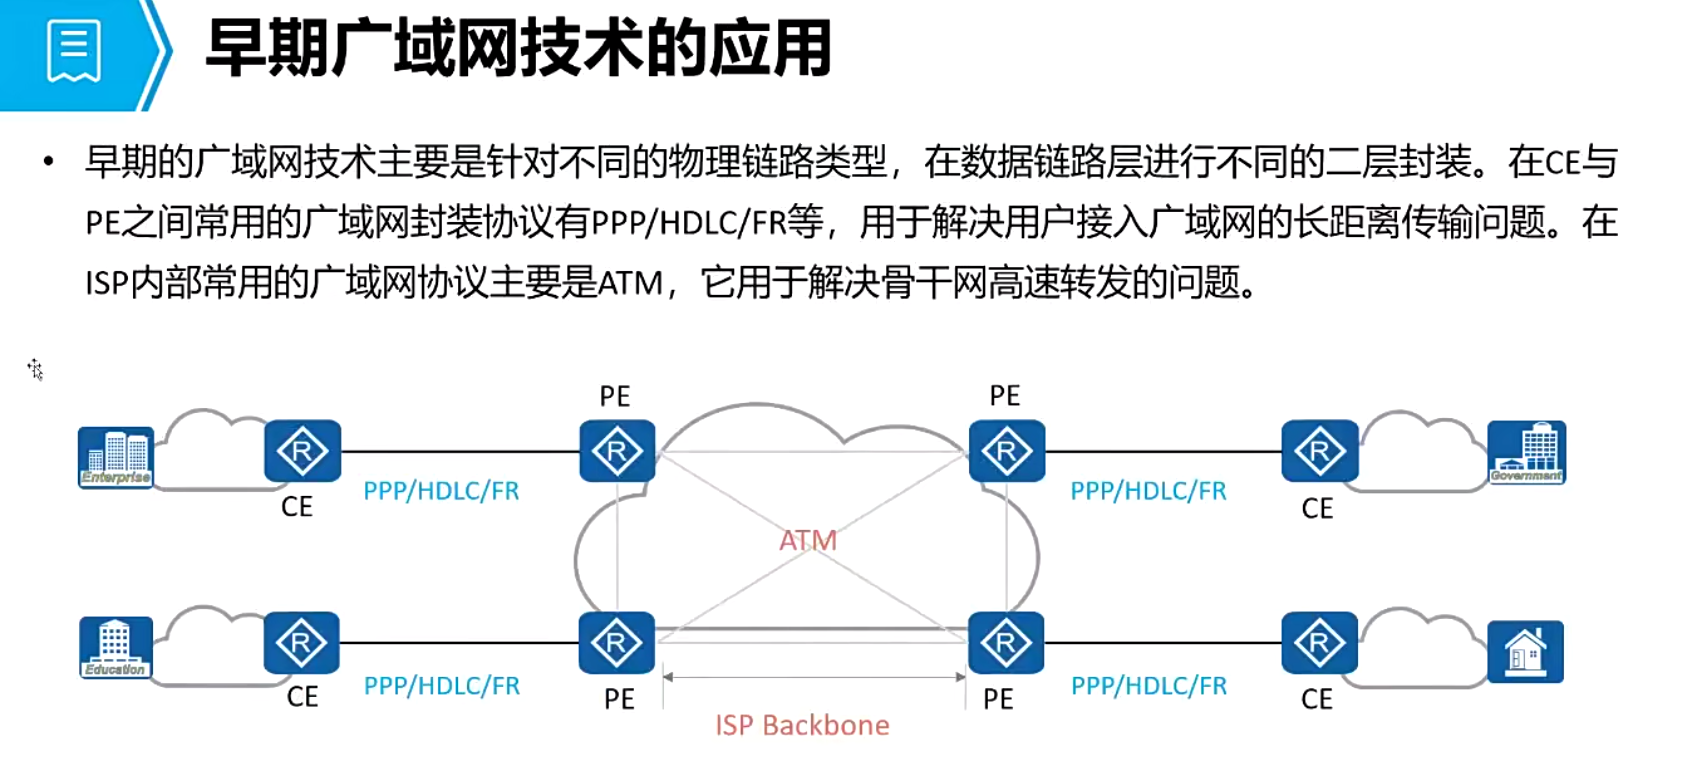 早期广域网技术的应用
• 早期的广域网技术主要是针对不同的物理链路类型，在数据链路层进行不同的二层封装。在CE与
PE之间常用的广域网封装协议有PPP/HDLC/FR等，用于解决用户接入广域网的长距离传输问题。在
ISP内部常用的广域网协议主要是ATM，它用于解决骨干网高速转发的问题。
PE PE
Enterprise R R R R Government
CE PPP/HDLC/FR PPP/HDLC/FR CE
ATM
Education R R R R
CE PPP/HDLC/FR PE PE PPP/HDLC/FR CE
ISP Backbone